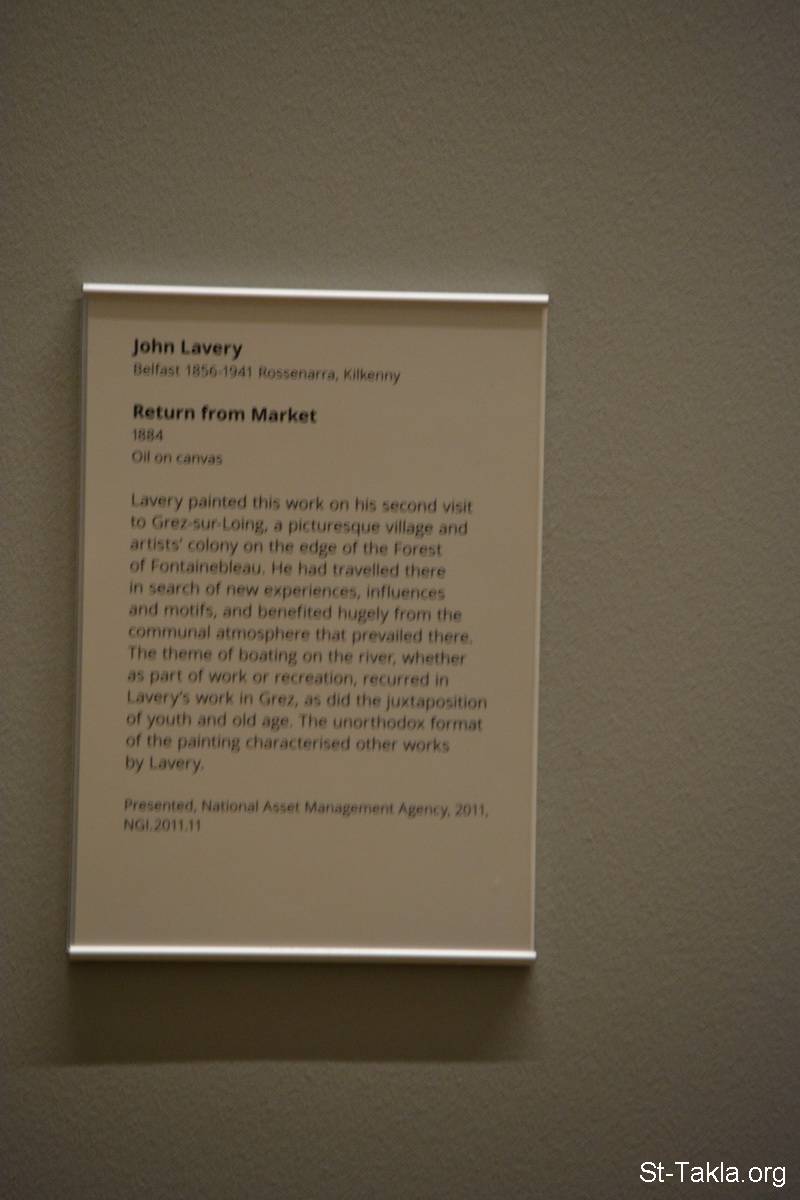 John Lavery
Belfast 1856-1941 Rossenarra, Kilkenny
Return from Market
1884
Oil on canvas
Lavery painted this work on his second visit
to Grez-sur-Loing, a picturesque village and
artists' colony on the edge of the Forest
of Fontainebleau. He had travelled there
in search of new experiences, influences
and motifs, and benefited hugely from the
communal atmosphere that prevailed there.
The theme of boating on the river, whether
as part of work or recreation, recurred in
Lavery's work in Grez, as did the juxtaposition
of youth and old age. The unorthodox format
of the painting characterised other works
by Lavery.
Presented, National Asset Management Agency, 2011,
NGI.2011.11
St-Takla.org